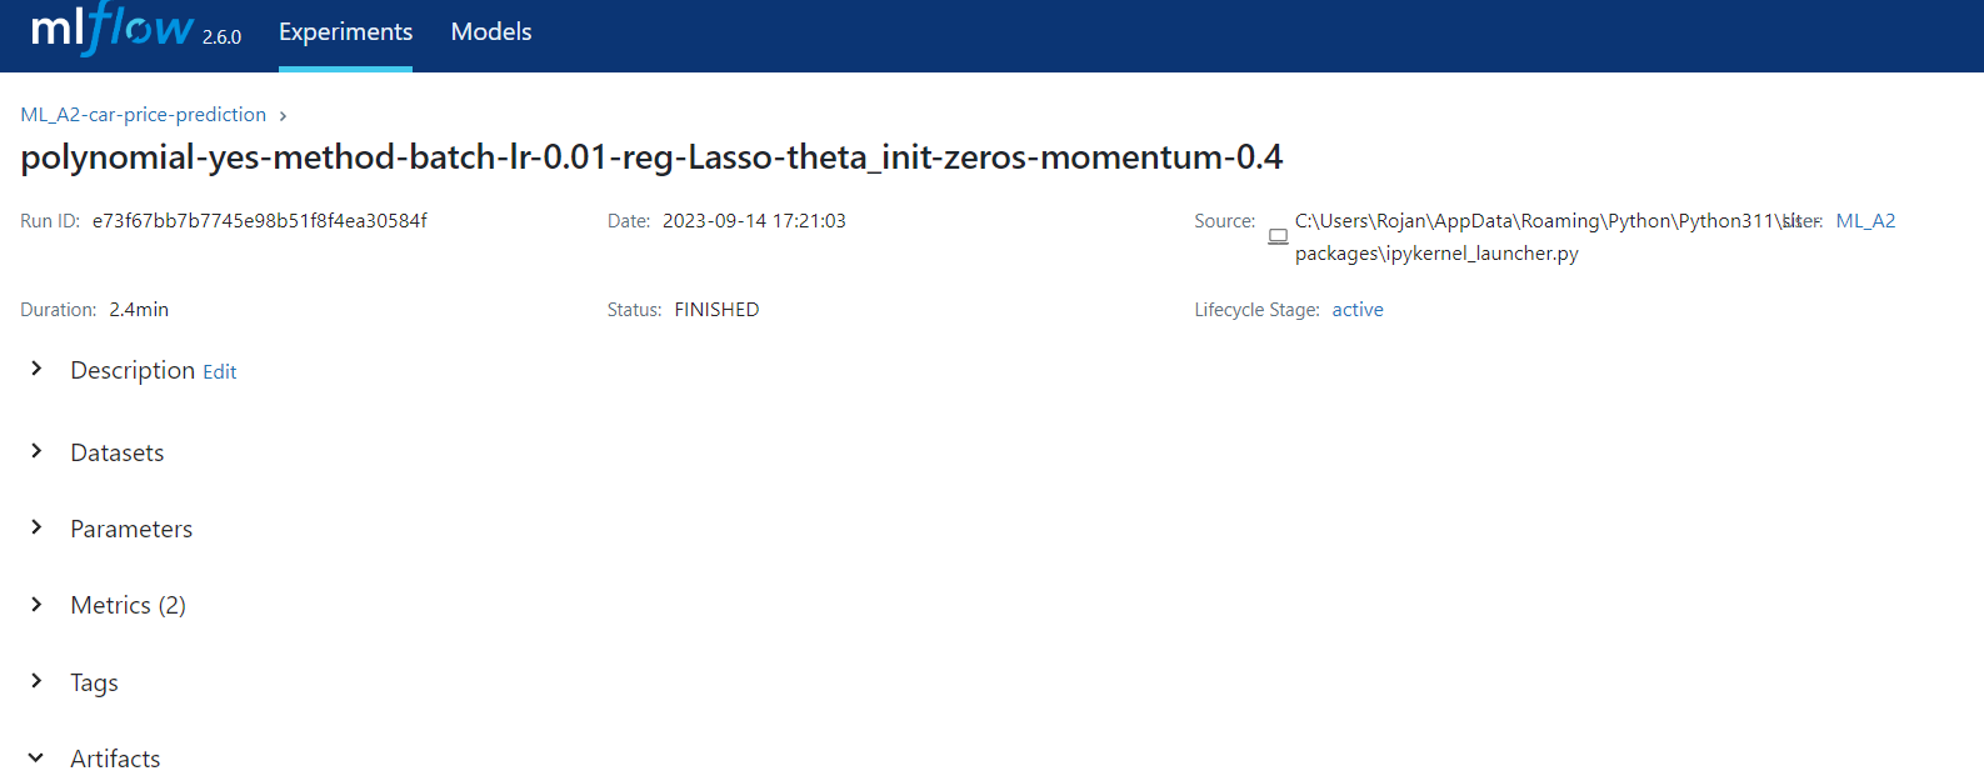 mlflow 2.6.0 Experiments Models
ML_A2-car-price-prediction
polynomial-yes-method-batch-lr-0.01-reg-Lasso-theta_init-zeros-momentum-0.4
Run ID: e73f67bb7b7745e98b51f8f4ea30584f Date: 2023-09-14 17:21:03 Source: C:\Users\Rojan\AppData\Roaming\Python\Python311\site- User: ML_A2
packages\ipykernel_launcher.py
Duration: 2.4min Status: FINISHED Lifecycle Stage: active
Description Edit
Datasets
Parameters
Metrics (2)
Tags
Artifacts